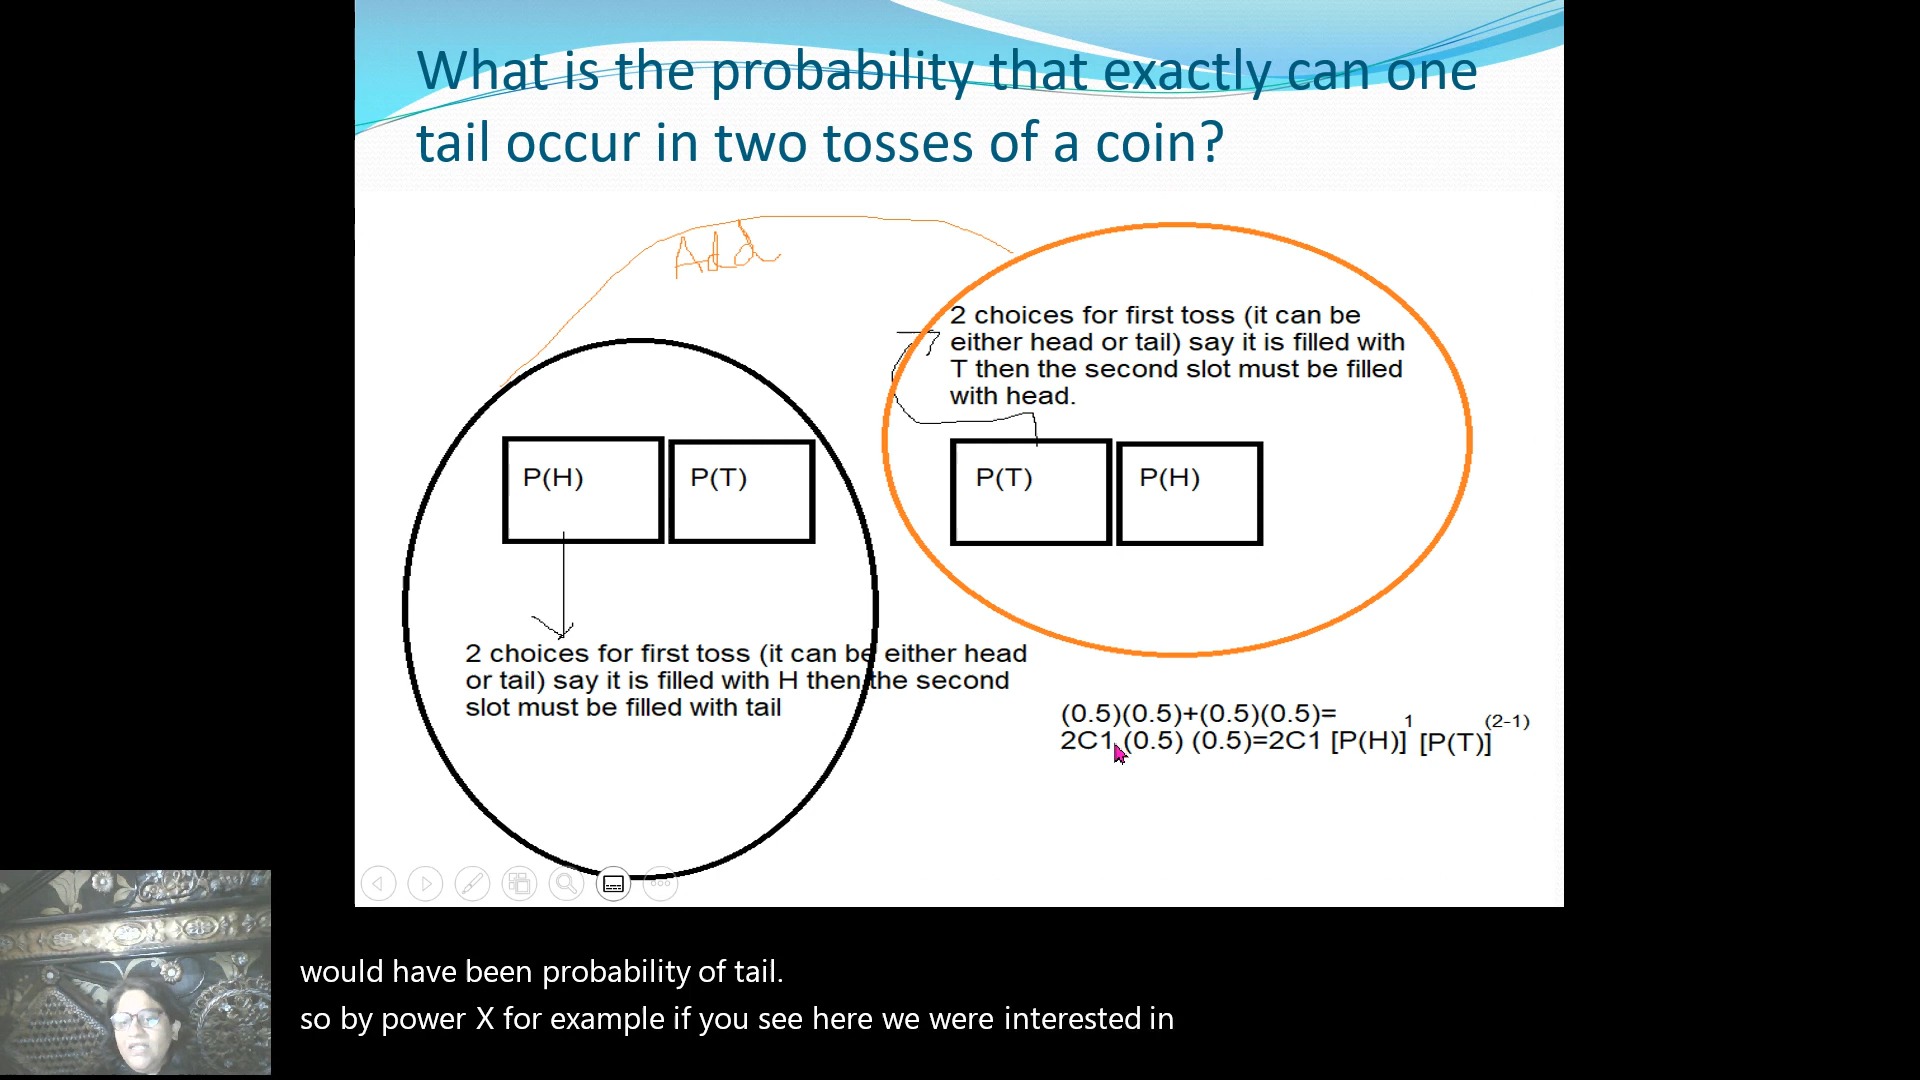 What is the probability that exactly can one
tail occur in two tosses of a coin?
Add
2 choices for first toss (it can be
either head or tail) say it is filled with
T then the second slot must be filled
with head.
P(H) P(T)
P(T) P(H)
2 choices for first toss (it can be either head
or tail) say it is filled with H then the second
slot must be filled with tail
(0.5)(0.5)+(0.5)(0.5)=
2C1 (0.5) (0.5)=2C1 [P(H)]1 [P(T)](2-1)
would have been probability of tail.
so by power X for example if you see here we were interested in